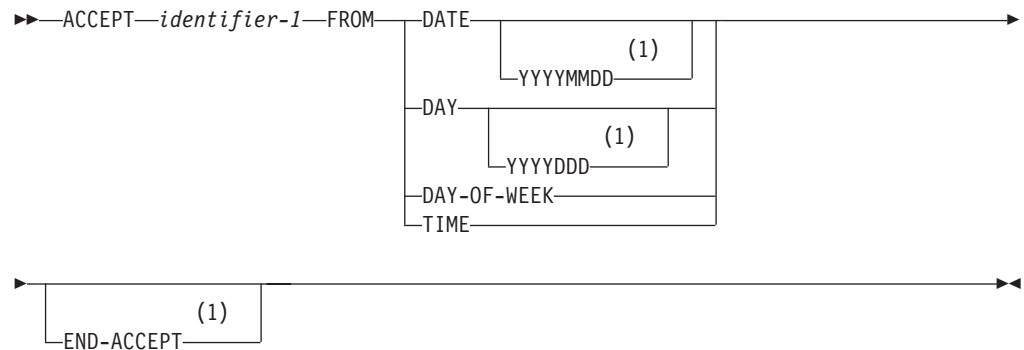 ACCEPT identifier-1 FROM DATE
(1)
YYYYMMDD
DAY
(1)
YYYYDDD
DAY-OF-WEEK
TIME
(1)
END-ACCEPT